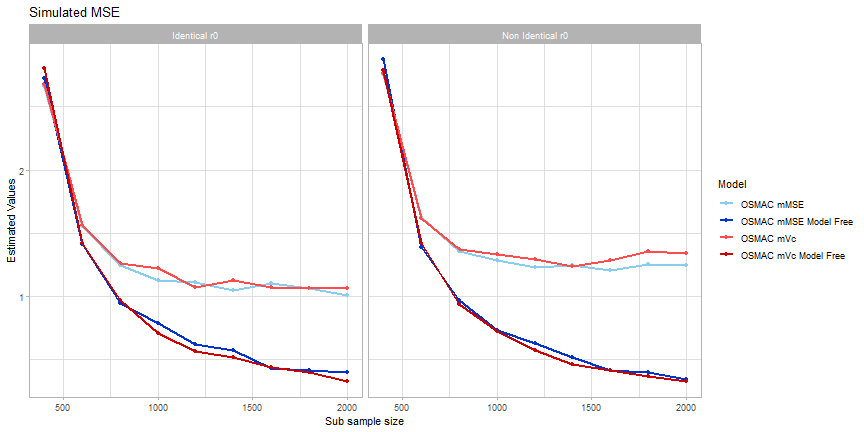 Simulated MSE
Identical r0
Non Identical r0
Estimated Values
2
1
500
1000
1500
2000
500
1000
1500
2000
Sub sample size
Model
OSMAC mMSE
OSMAC mMSE Model Free
OSMAC mVc
OSMAC mVc Model Free